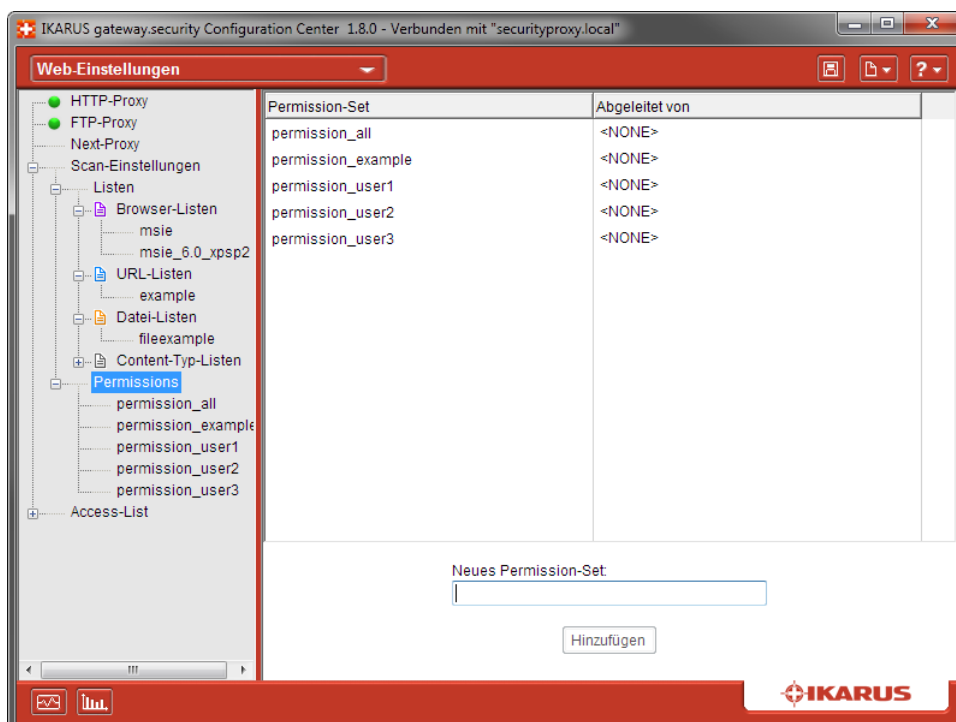 IKARUS gateway.security Configuration Center 1.8.0 - Verbunden mit "securityproxy.local"
Web-Einstellungen
?
HTTP-Proxy
FTP-Proxy
Next-Proxy
Scan-Einstellungen
Listen
Browser-Listen
msie
msie_6.0_xpsp2
URL-Listen
example
Datei-Listen
fileexample
Content-Typ-Listen
Permissions
permission_all
permission_example
permission_user1
permission_user2
permission_user3
Access-List
Permission-Set Abgeleitet von
permission_all <NONE>
permission_example <NONE>
permission_user1 <NONE>
permission_user2 <NONE>
permission_user3 <NONE>
Neues Permission-Set:
Hinzufügen
IKARUS